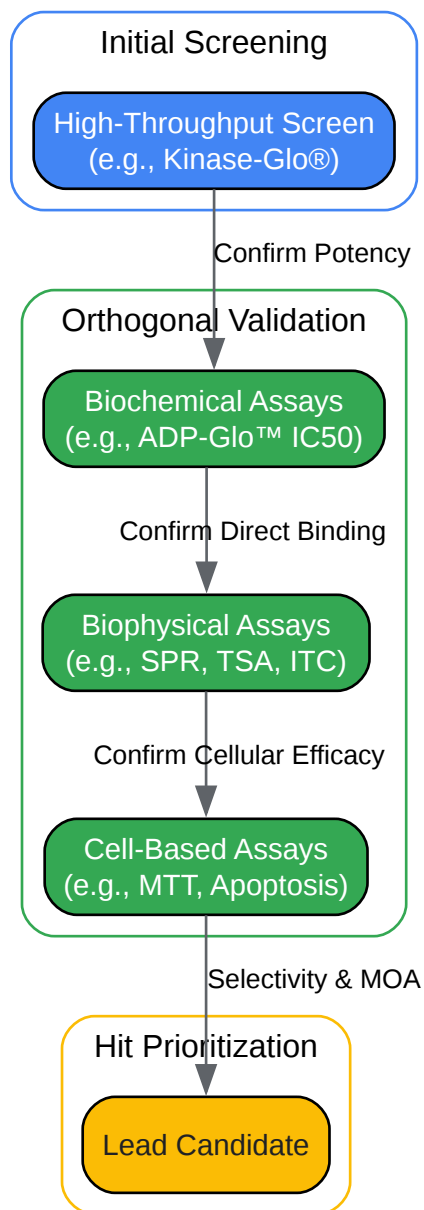 Initial Screening
High-Throughput Screen
(e.g., Kinase-Glo®)
Confirm Potency
Orthogonal Validation
Biochemical Assays
(e.g., ADP-Glo™ IC50)
Confirm Direct Binding
Biophysical Assays
(e.g., SPR, TSA, ITC)
Confirm Cellular Efficacy
Cell-Based Assays
(e.g., MTT, Apoptosis)
Selectivity & MOA
Hit Prioritization
Lead Candidate